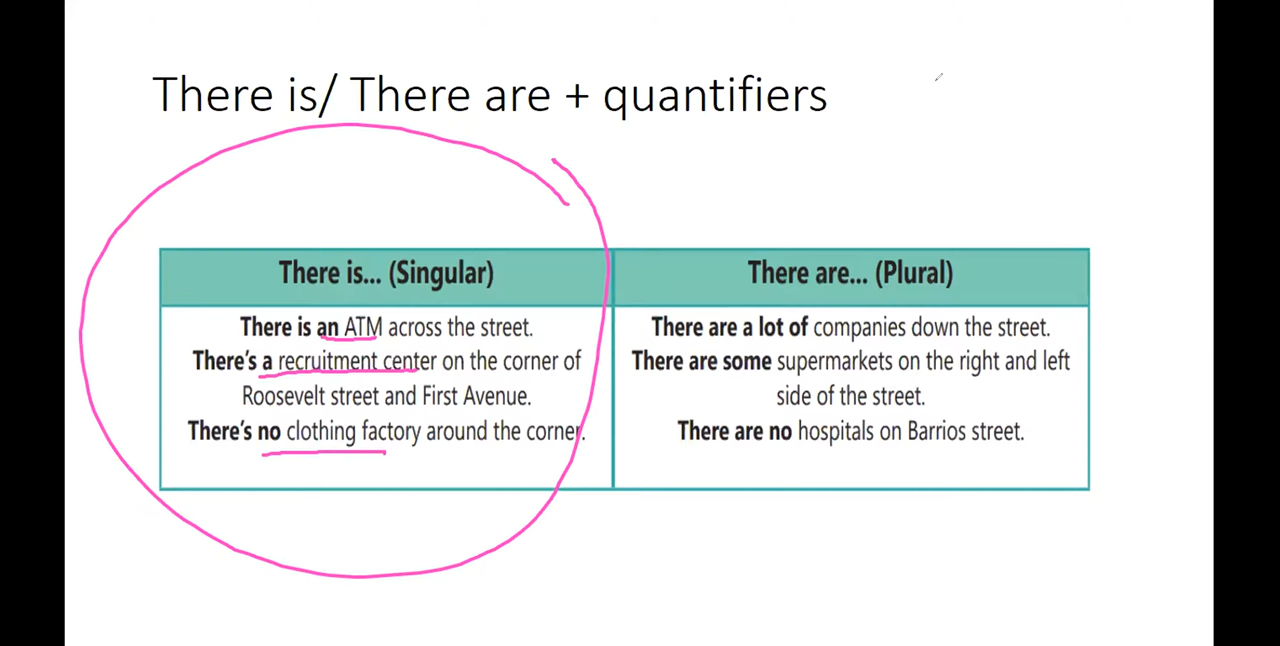 There is/ There are + quantifiers
There is... (Singular)
There is an ATM across the street.
There's a recruitment center on the corner of
Roosevelt street and First Avenue.
There's no clothing factory around the corner.
There are... (Plural)
There are a lot of companies down the street.
There are some supermarkets on the right and left
side of the street.
There are no hospitals on Barrios street.